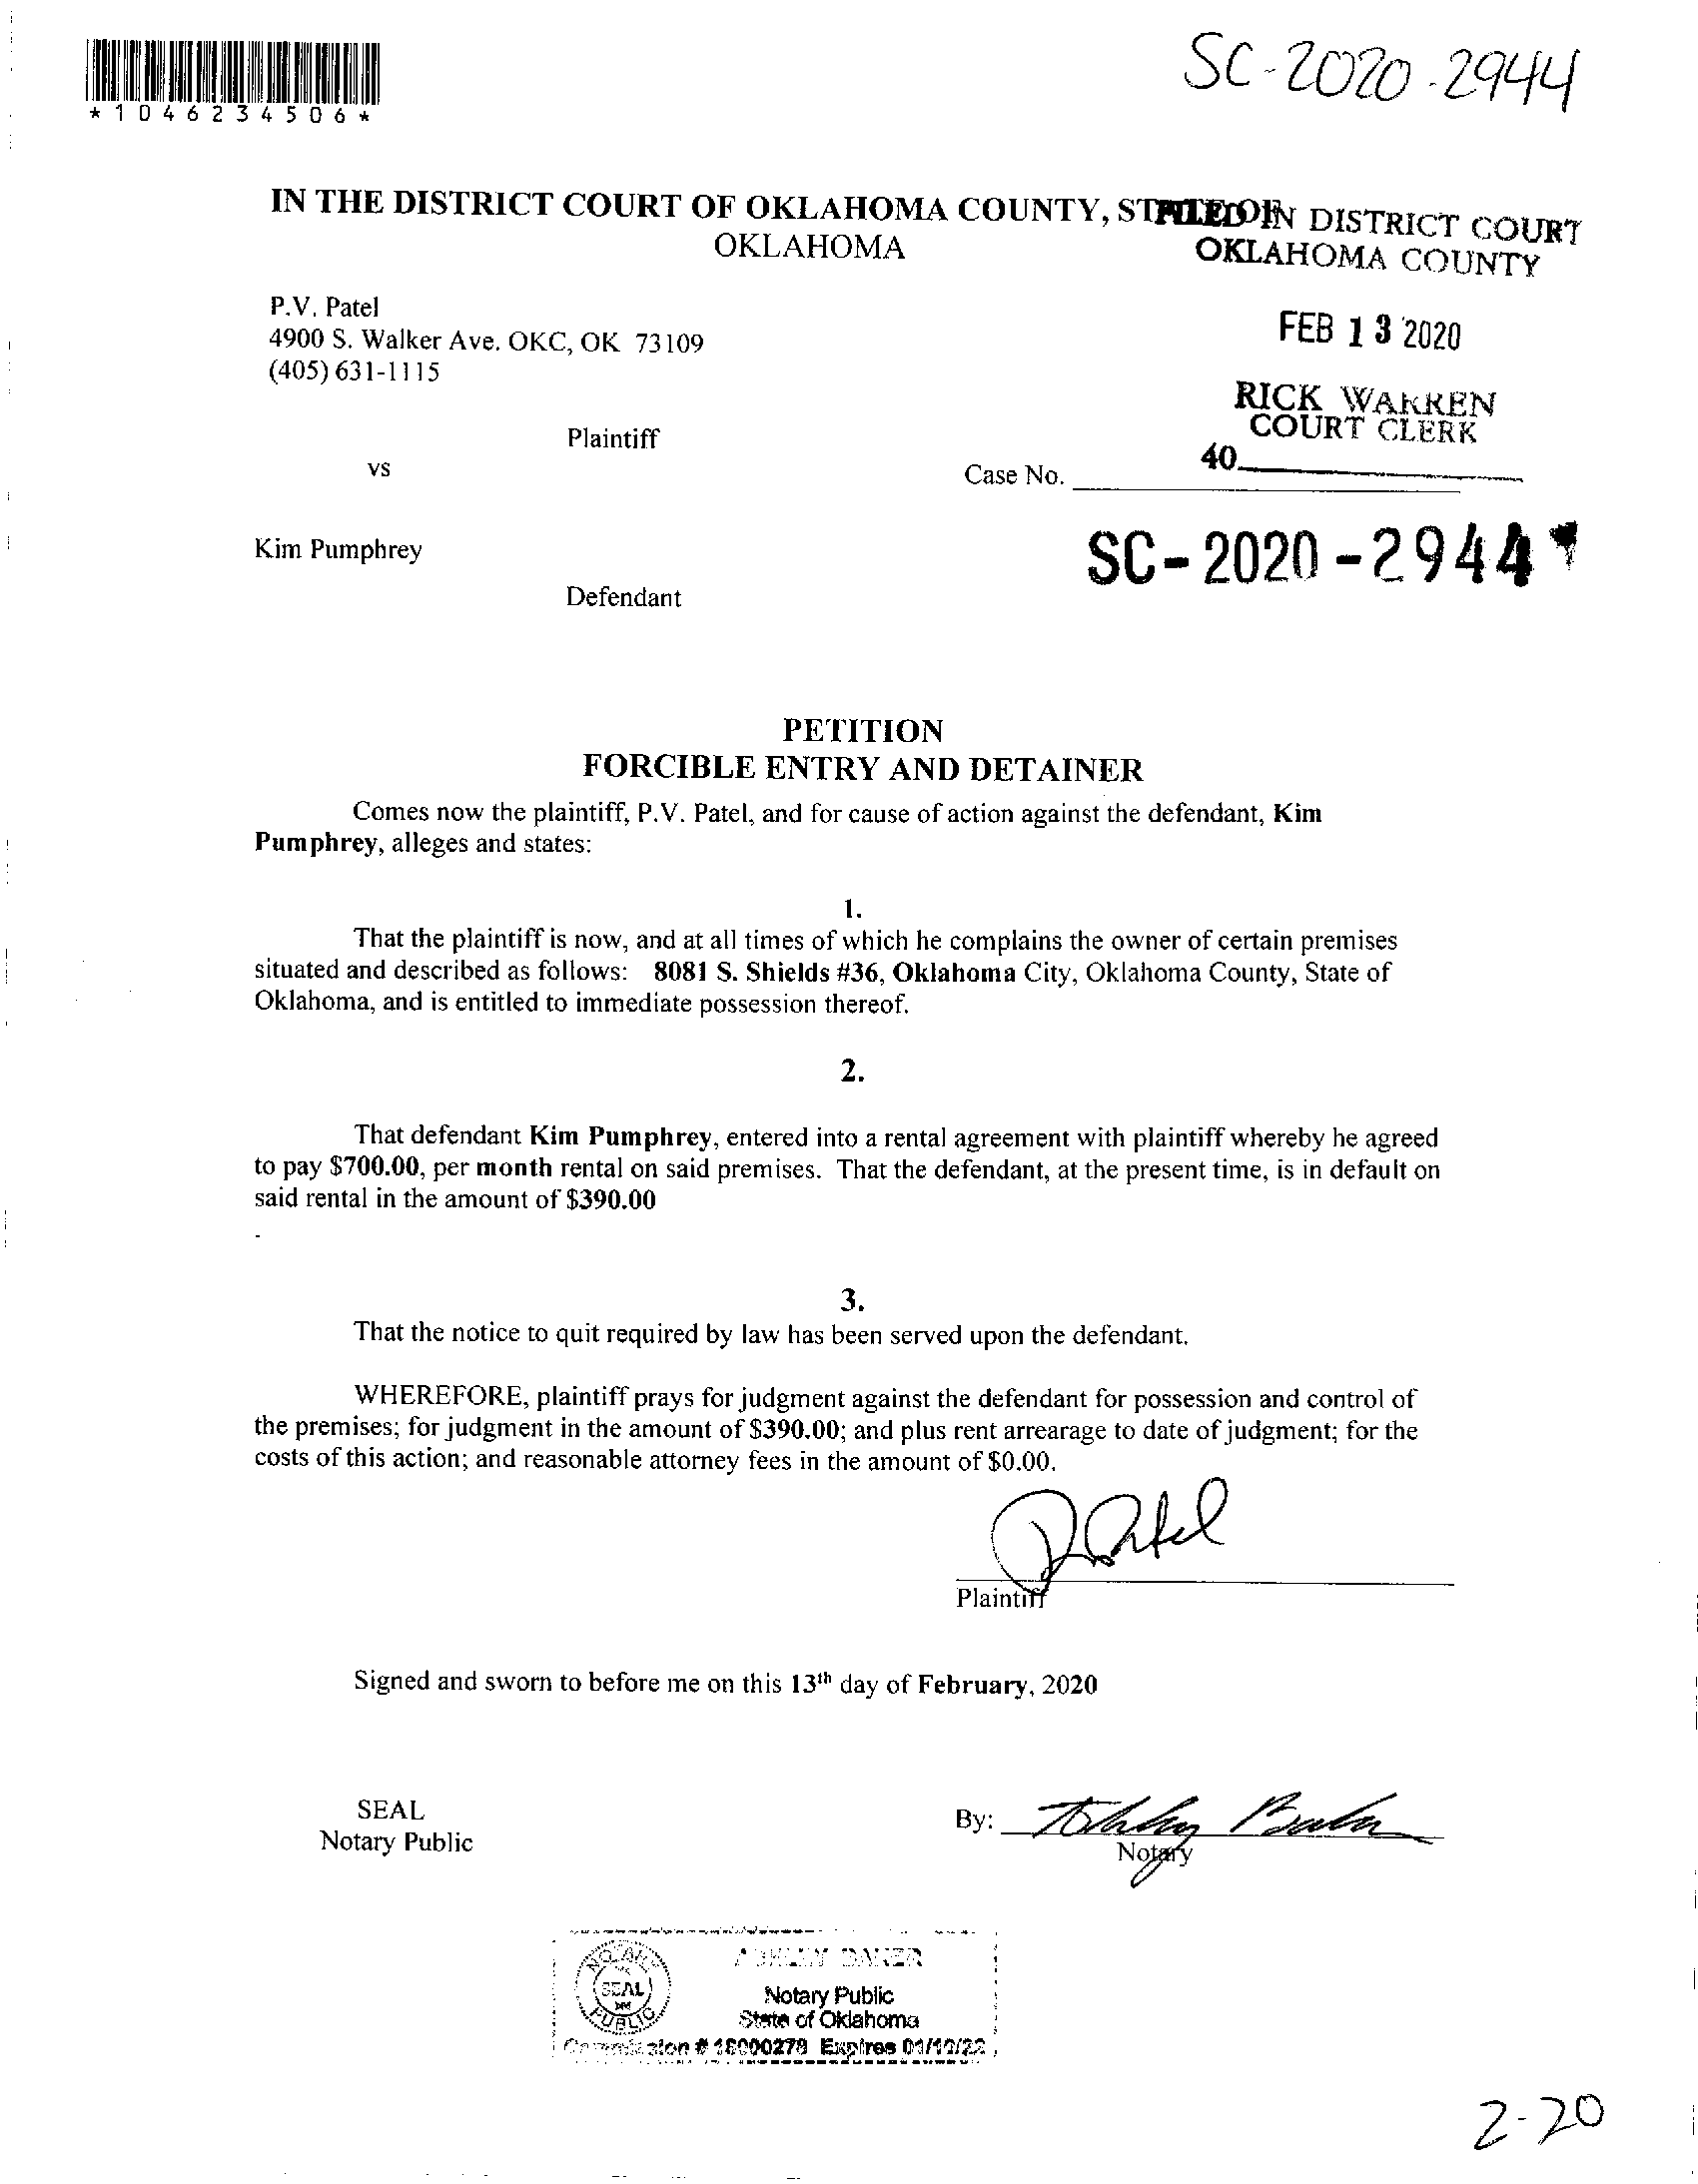 *1046234506*
SC-2020-2944
IN THE DISTRICT COURT OF OKLAHOMA COUNTY, STATE OF
OKLAHOMA
FILED IN DISTRICT COURT
OKLAHOMA COUNTY
FEB 13 2020
RICK WARREN
COURT CLERK
40
P.V. Patel
4900 S. Walker Ave. OKC, OK 73109
(405) 631-1115
Plaintiff
vs
Case No.
SC-2020-2944
Kim Pumphrey
Defendant
PETITION
FORCIBLE ENTRY AND DETAINER
Comes now the plaintiff, P.V. Patel, and for cause of action against the defendant, Kim
Pumphrey, alleges and states:
1.
That the plaintiff is now, and at all times of which he complains the owner of certain premises
situated and described as follows: 8081 S. Shields #36, Oklahoma City, Oklahoma County, State of
Oklahoma, and is entitled to immediate possession thereof.
2.
That defendant Kim Pumphrey, entered into a rental agreement with plaintiff whereby he agreed
to pay $700.00, per month rental on said premises. That the defendant, at the present time, is in default on
said rental in the amount of $390.00
-
3.
That the notice to quit required by law has been served upon the defendant.
WHEREFORE, plaintiff prays for judgment against the defendant for possession and control of
the premises; for judgment in the amount of $390.00; and plus rent arrearage to date of judgment; for the
costs of this action; and reasonable attorney fees in the amount of $0.00.
P Patel
Plaintiff
Signed and sworn to before me on this 13th day of February, 2020
SEAL
Notary Public
By: Ashley Baker
Notary
NOTARY
SEAL
PUBLIC
ASHLEY BAKER
Notary Public
State of Oklahoma
Commission # 18000278 Expires 01/10/22
2-20